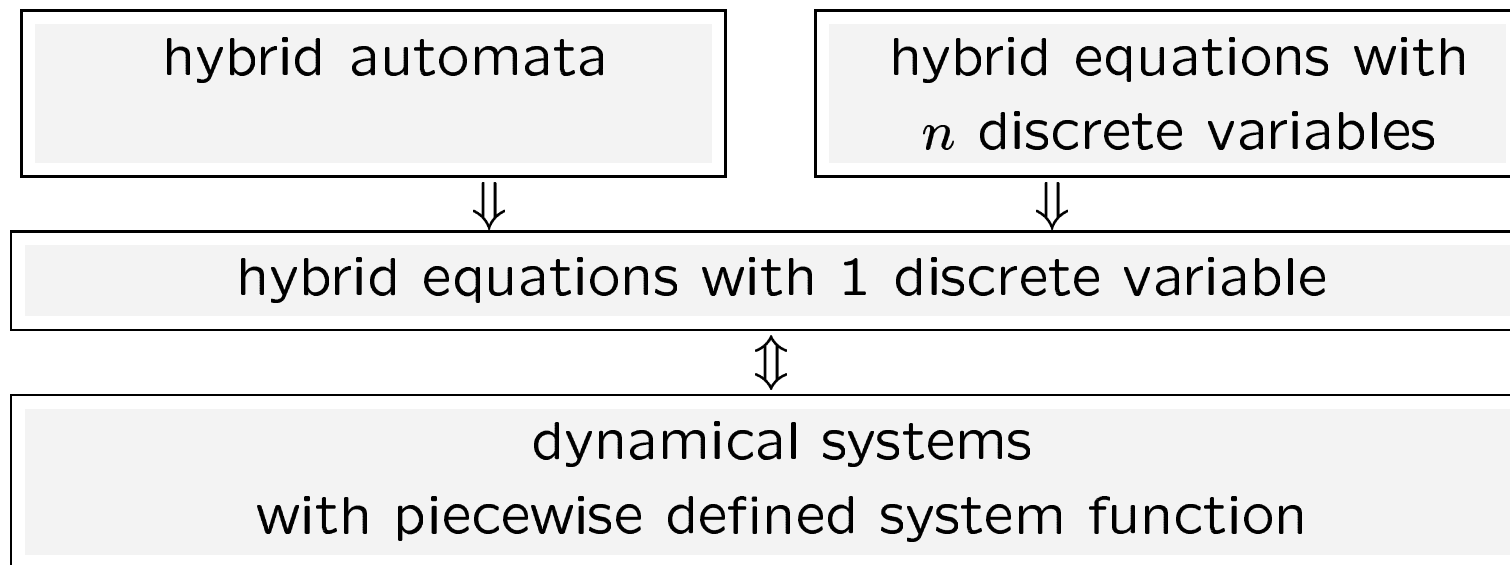 hybrid automata
hybrid equations with
n discrete variables
⇓ ⇓
hybrid equations with 1 discrete variable
⇕
dynamical systems
with piecewise defined system function